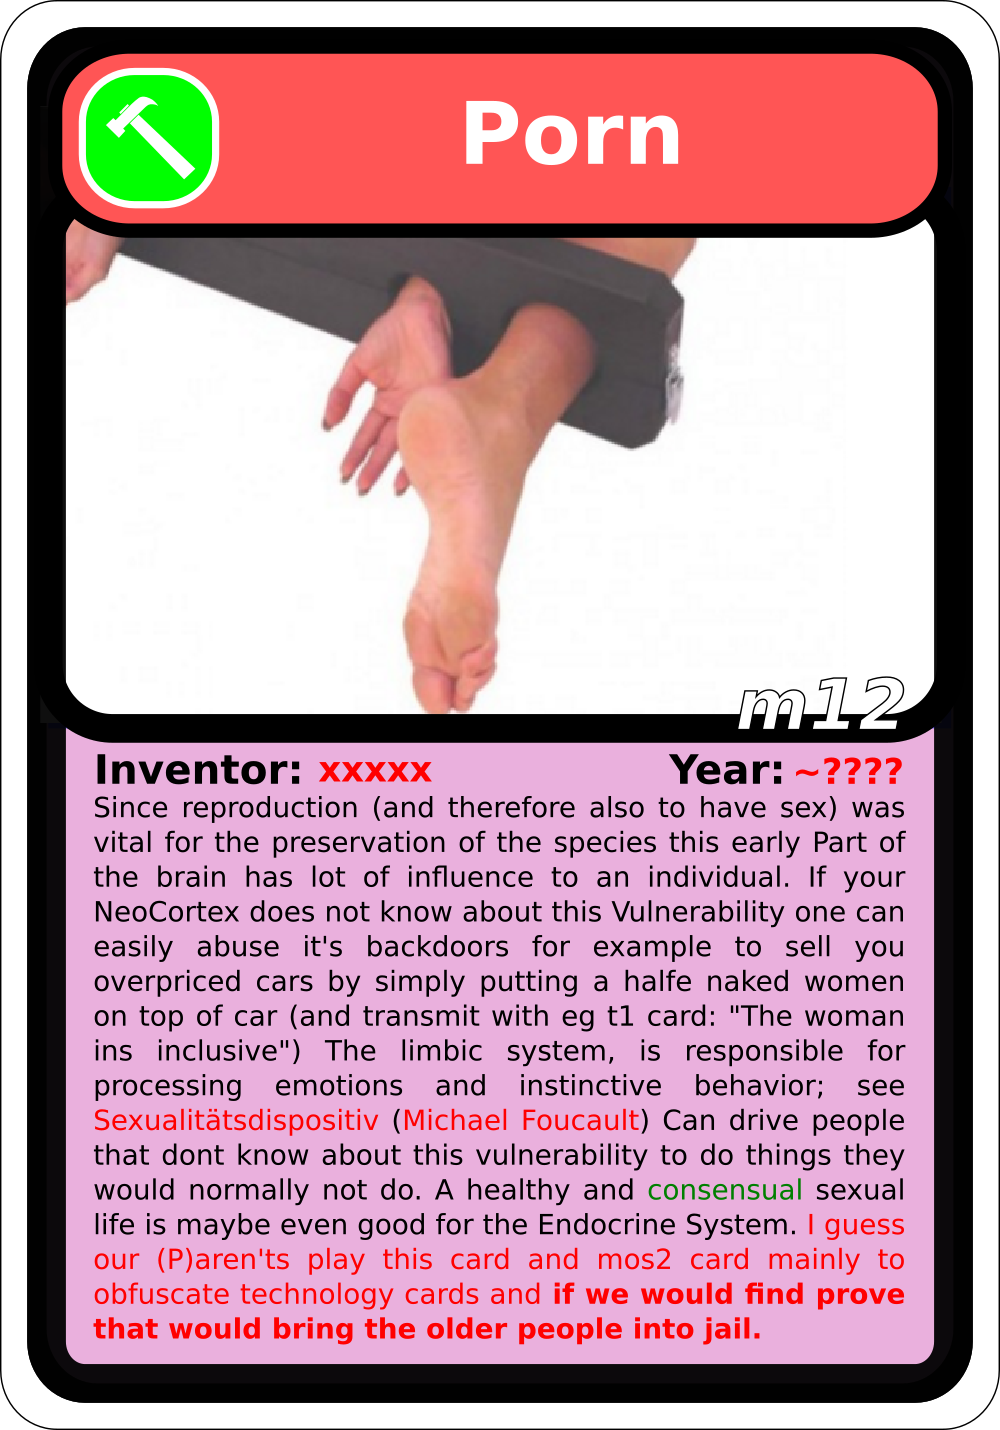 Porn
m12
Inventor: xxxxx Year: ~????
Since reproduction (and therefore also to have sex) was
vital for the preservation of the species this early Part of
the brain has lot of influence to an individual. If your
NeoCortex does not know about this Vulnerability one can
easily abuse it's backdoors for example to sell you
overpriced cars by simply putting a halfe naked women
on top of car (and transmit with eg t1 card: "The woman
ins inclusive") The limbic system, is responsible for
processing emotions and instinctive behavior; see
Sexualitätsdispositiv (Michael Foucault) Can drive people
that dont know about this vulnerability to do things they
would normally not do. A healthy and consensual sexual
life is maybe even good for the Endocrine System. I guess
our (P)aren'ts play this card and mos2 card mainly to
obfuscate technology cards and if we would find prove
that would bring the older people into jail.